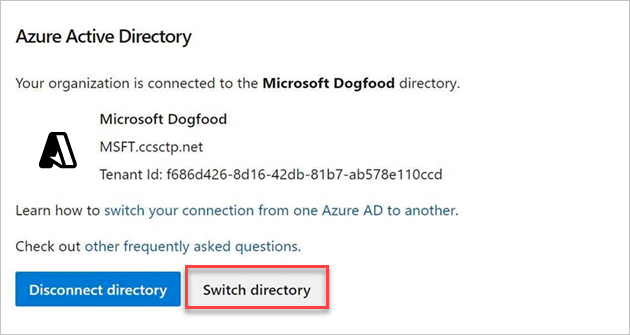 Azure Active Directory
Your organization is connected to the Microsoft Dogfood directory.
Microsoft Dogfood
MSFT.ccsctp.net
Tenant Id: f686d426-8d16-42db-81b7-ab578e110ccd
Learn how to switch your connection from one Azure AD to another.
Check out other frequently asked questions.
Disconnect directory
Switch directory